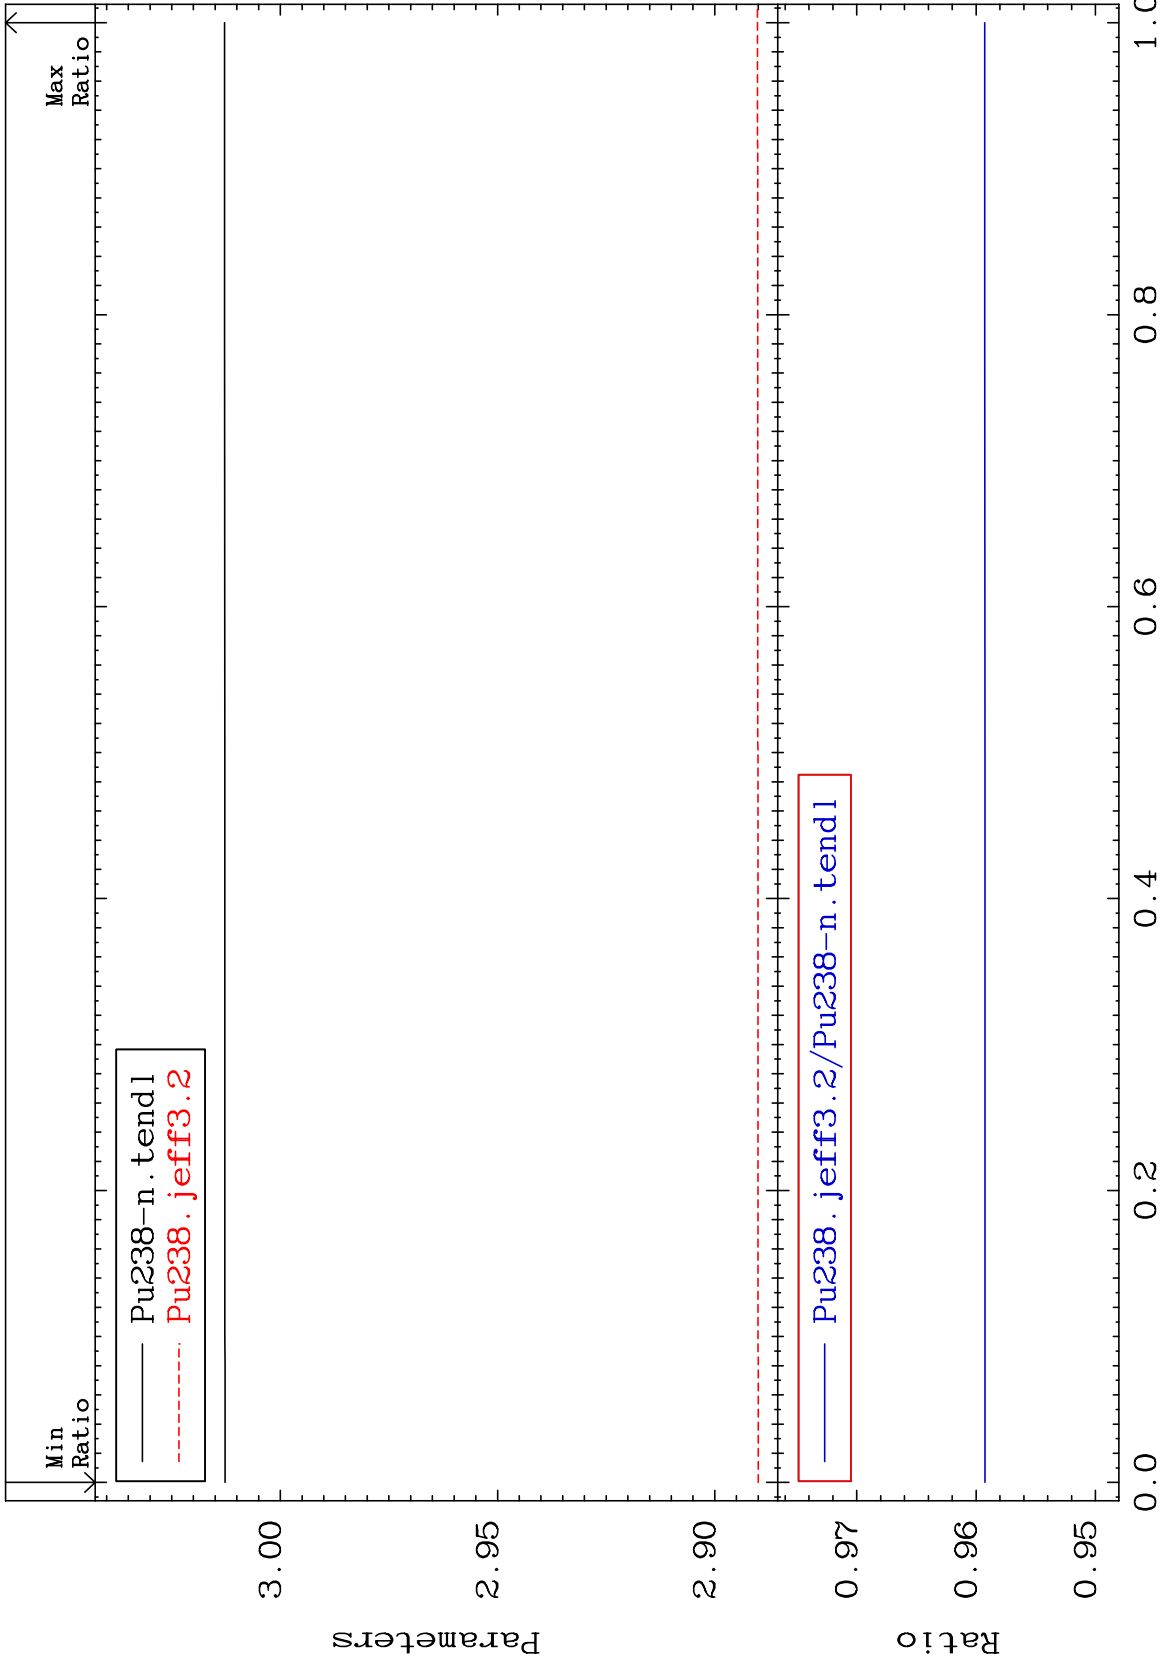 Min
Ratio
Max
Ratio
Pu238-n.tendl
Pu238.jeff3.2
3.00
2.95
2.90
Parameters
Pu238.jeff3.2/Pu238-n.tendl
0.97
0.96
0.95
Ratio
0.0 0.2 0.4 0.6 0.8 1.0